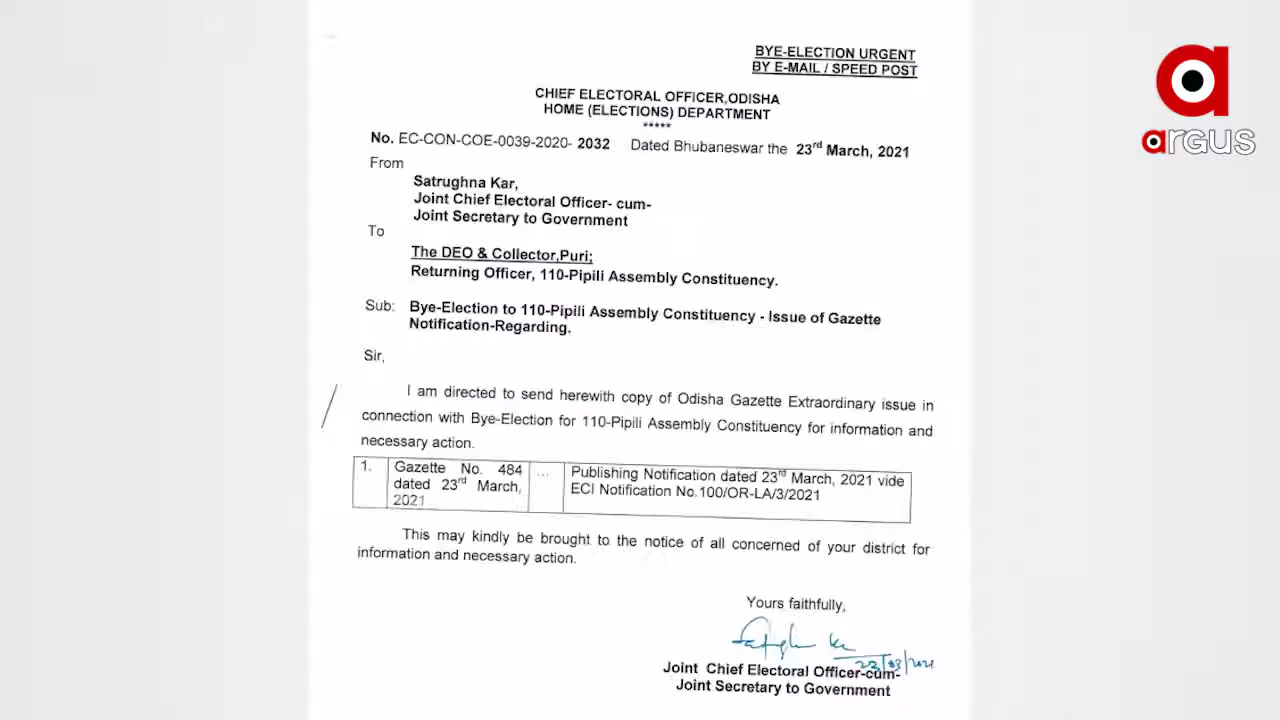 BYE-ELECTION URGENT
BY E-MAIL / SPEED POST
argus
CHIEF ELECTORAL OFFICER,ODISHA
HOME (ELECTIONS) DEPARTMENT
*****
No. EC-CON-COE-0039-2020- 2032 Dated Bhubaneswar the 23rd March, 2021
From
Satrughna Kar,
Joint Chief Electoral Officer- cum-
Joint Secretary to Government
To
The DEO & Collector,Puri;
Returning Officer, 110-Pipili Assembly Constituency.
Sub: Bye-Election to 110-Pipili Assembly Constituency - Issue of Gazette
Notification-Regarding.
Sir,
I am directed to send herewith copy of Odisha Gazette Extraordinary issue in
connection with Bye-Election for 110-Pipili Assembly Constituency for information and
necessary action.
1. Gazette No. 484 ... Publishing Notification dated 23rd March, 2021 vide
dated 23rd March, ECI Notification No.100/OR-LA/3/2021
2021
This may kindly be brought to the notice of all concerned of your district for
information and necessary action.
Yours faithfully,
23/03/2021
Joint Chief Electoral Officer-cum-
Joint Secretary to Government